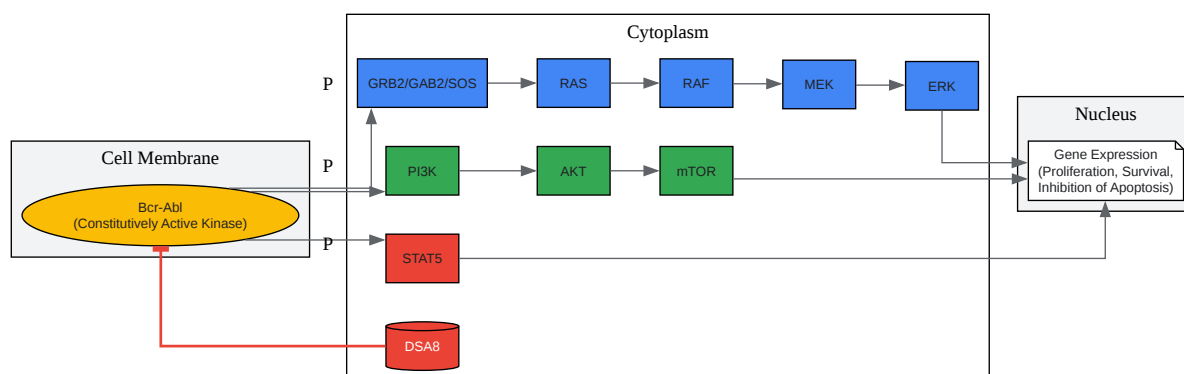 Cytoplasm
P
GRB2/GAB2/SOS
RAS
RAF
MEK
ERK
Nucleus
Gene Expression
(Proliferation, Survival,
Inhibition of Apoptosis)
Cell Membrane
Bcr-Abl
(Constitutively Active Kinase)
P
PI3K
AKT
mTOR
P
STAT5
DSA8